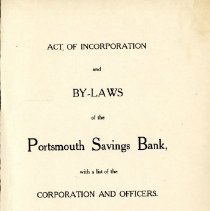 ACT OF INCORPORATION
and
BY-LAWS
of the
Portsmouth Savings Bank,
with a list of the
CORPORATION AND OFFICERS.